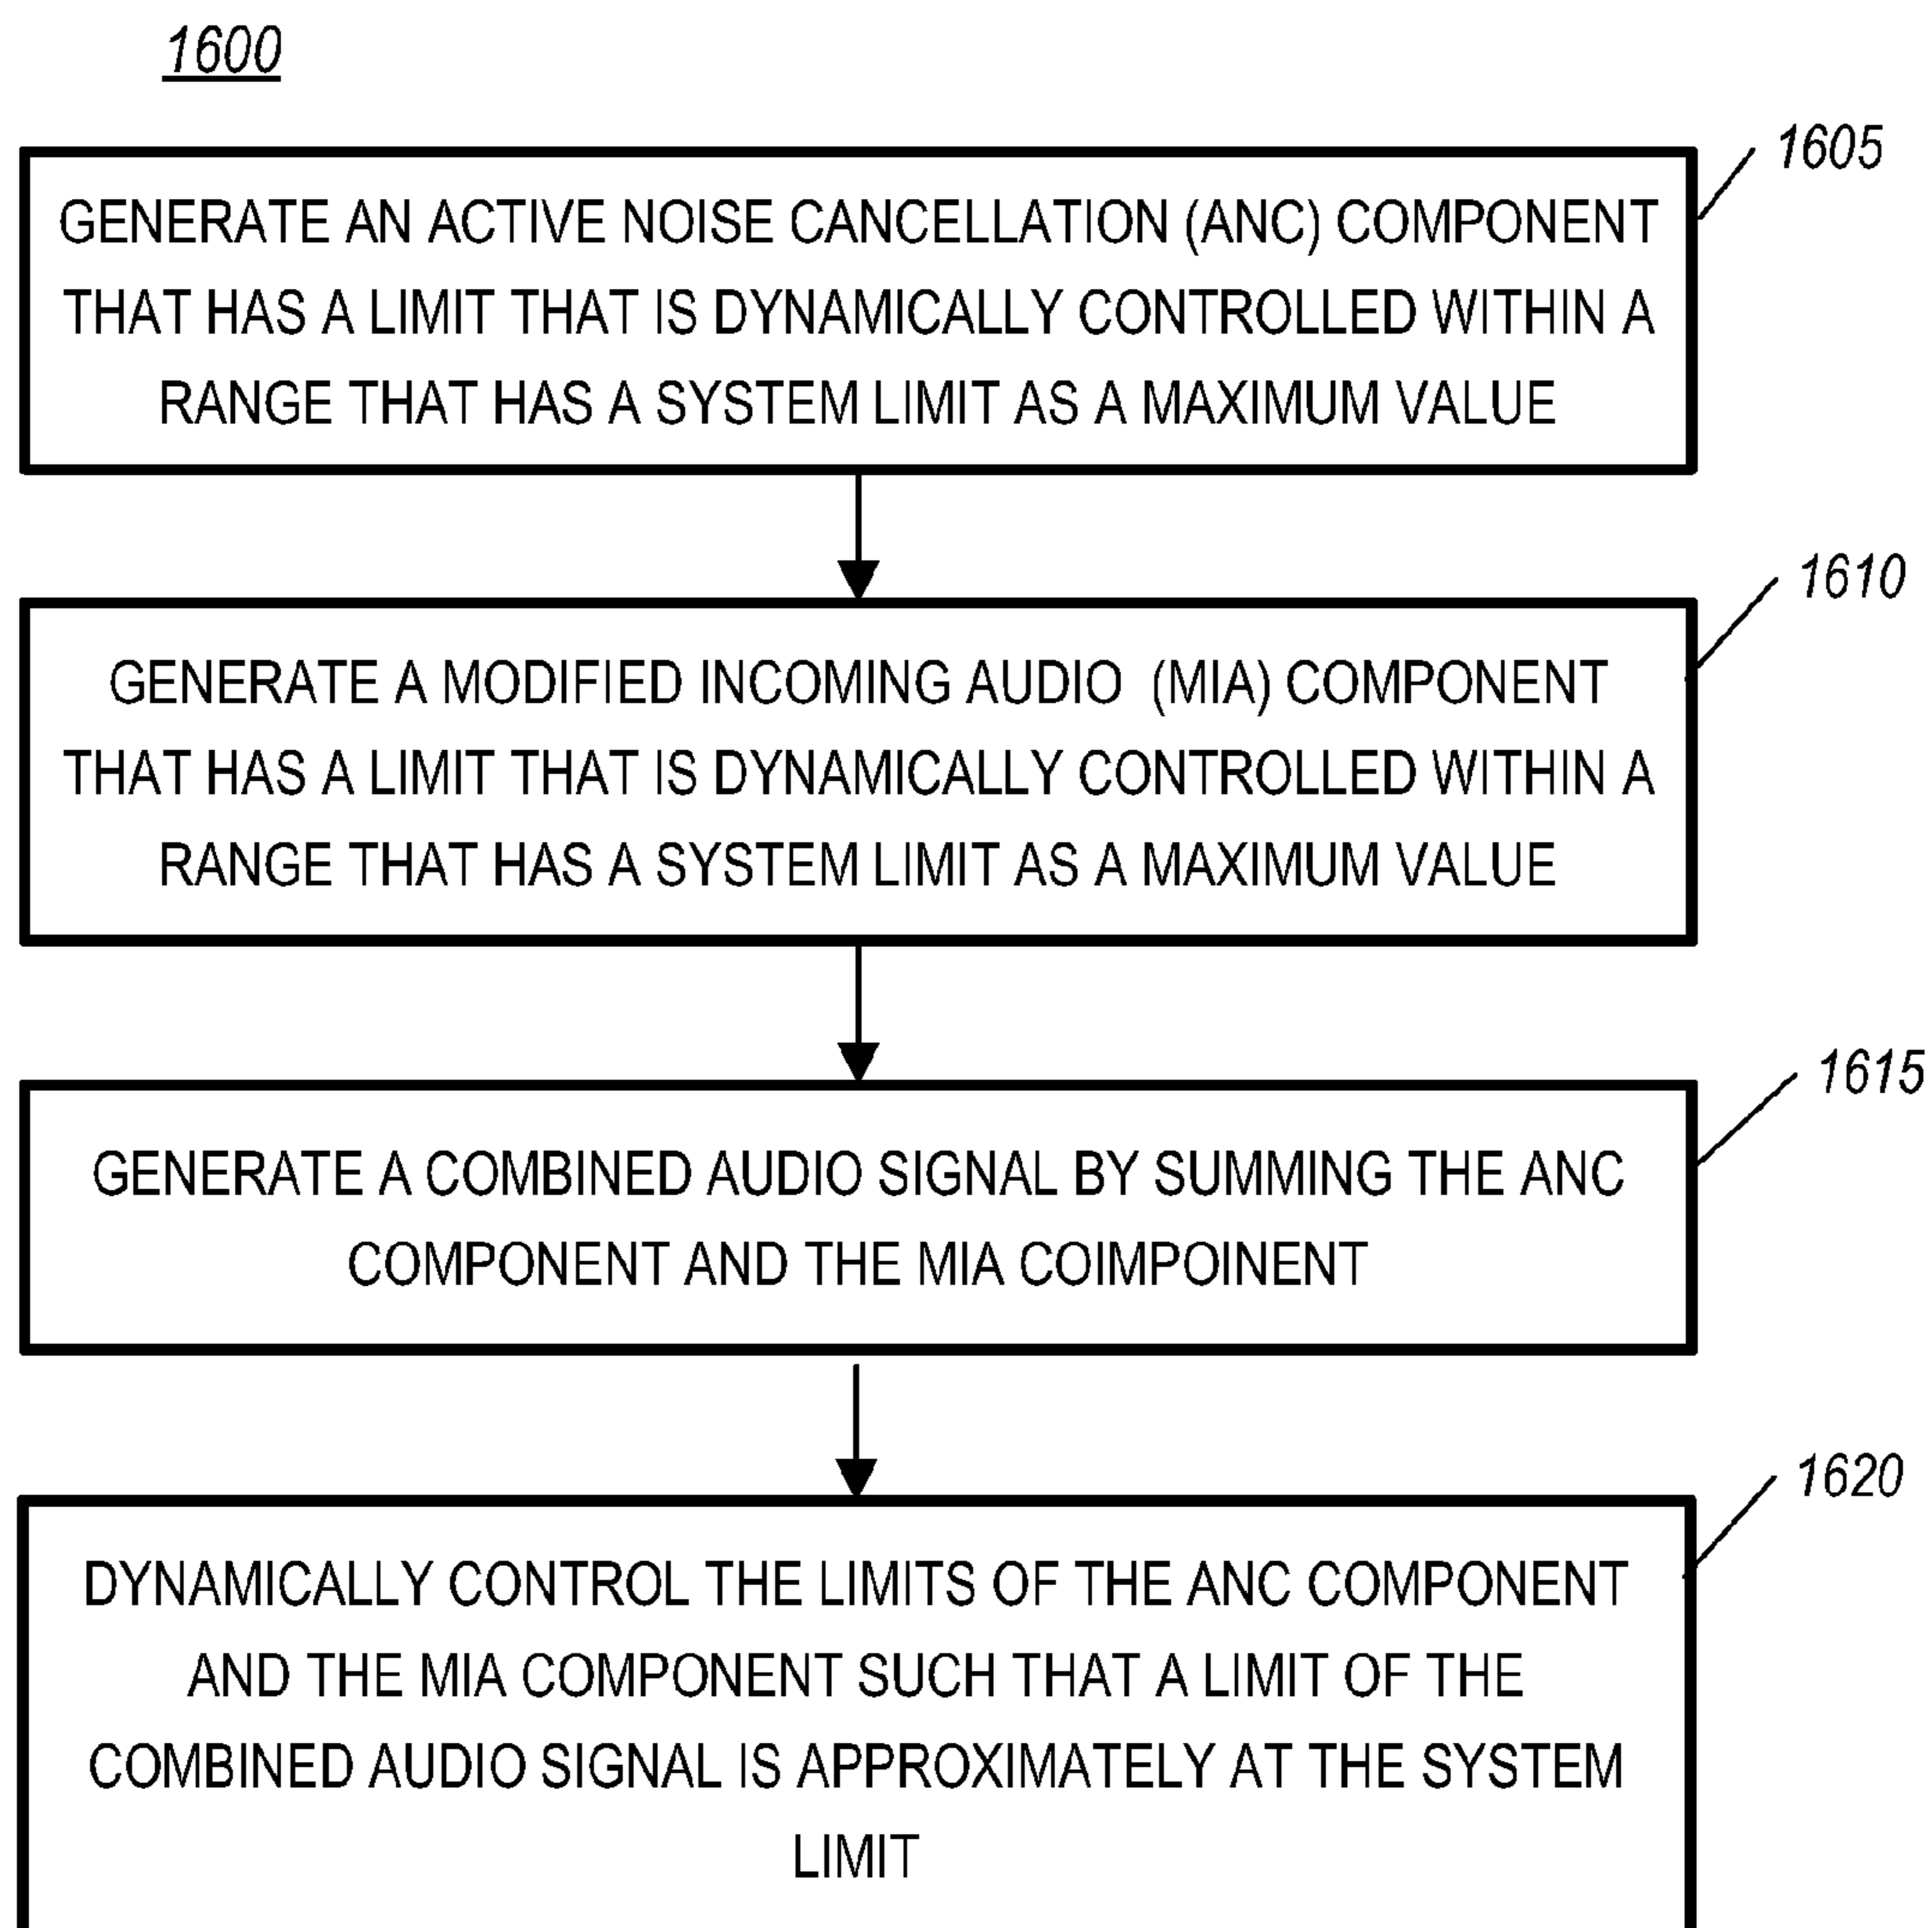 1600
1605
GENERATE AN ACTIVE NOISE CANCELLATION (ANC) COMPONENT
THAT HAS A LIMIT THAT IS DYNAMICALLY CONTROLLED WITHIN A
RANGE THAT HAS A SYSTEM LIMIT AS A MAXIMUM VALUE
1610
GENERATE A MODIFIED INCOMING AUDIO (MIA) COMPONENT
THAT HAS A LIMIT THAT IS DYNAMICALLY CONTROLLED WITHIN A
RANGE THAT HAS A SYSTEM LIMIT AS A MAXIMUM VALUE
1615
GENERATE A COMBINED AUDIO SIGNAL BY SUMMING THE ANC
COMPONENT AND THE MIA COIMPOINENT
1620
DYNAMICALLY CONTROL THE LIMITS OF THE ANC COMPONENT
AND THE MIA COMPONENT SUCH THAT A LIMIT OF THE
COMBINED AUDIO SIGNAL IS APPROXIMATELY AT THE SYSTEM
LIMIT